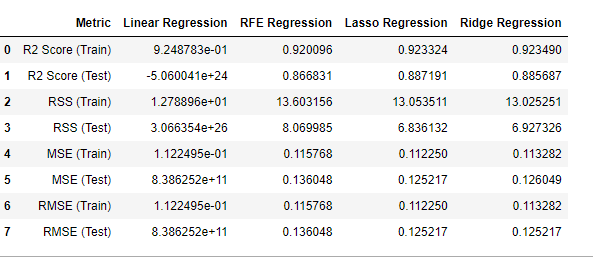 Metric Linear Regression RFE Regression Lasso Regression Ridge Regression
0 R2 Score (Train) 9.248783e-01 0.920096 0.923324 0.923490
1 R2 Score (Test) -5.060041e+24 0.866831 0.887191 0.885687
2 RSS (Train) 1.278896e+01 13.603156 13.053511 13.025251
3 RSS (Test) 3.066354e+26 8.069985 6.836132 6.927326
4 MSE (Train) 1.122495e-01 0.115768 0.112250 0.113282
5 MSE (Test) 8.386252e+11 0.136048 0.125217 0.126049
6 RMSE (Train) 1.122495e-01 0.115768 0.112250 0.113282
7 RMSE (Test) 8.386252e+11 0.136048 0.125217 0.125217